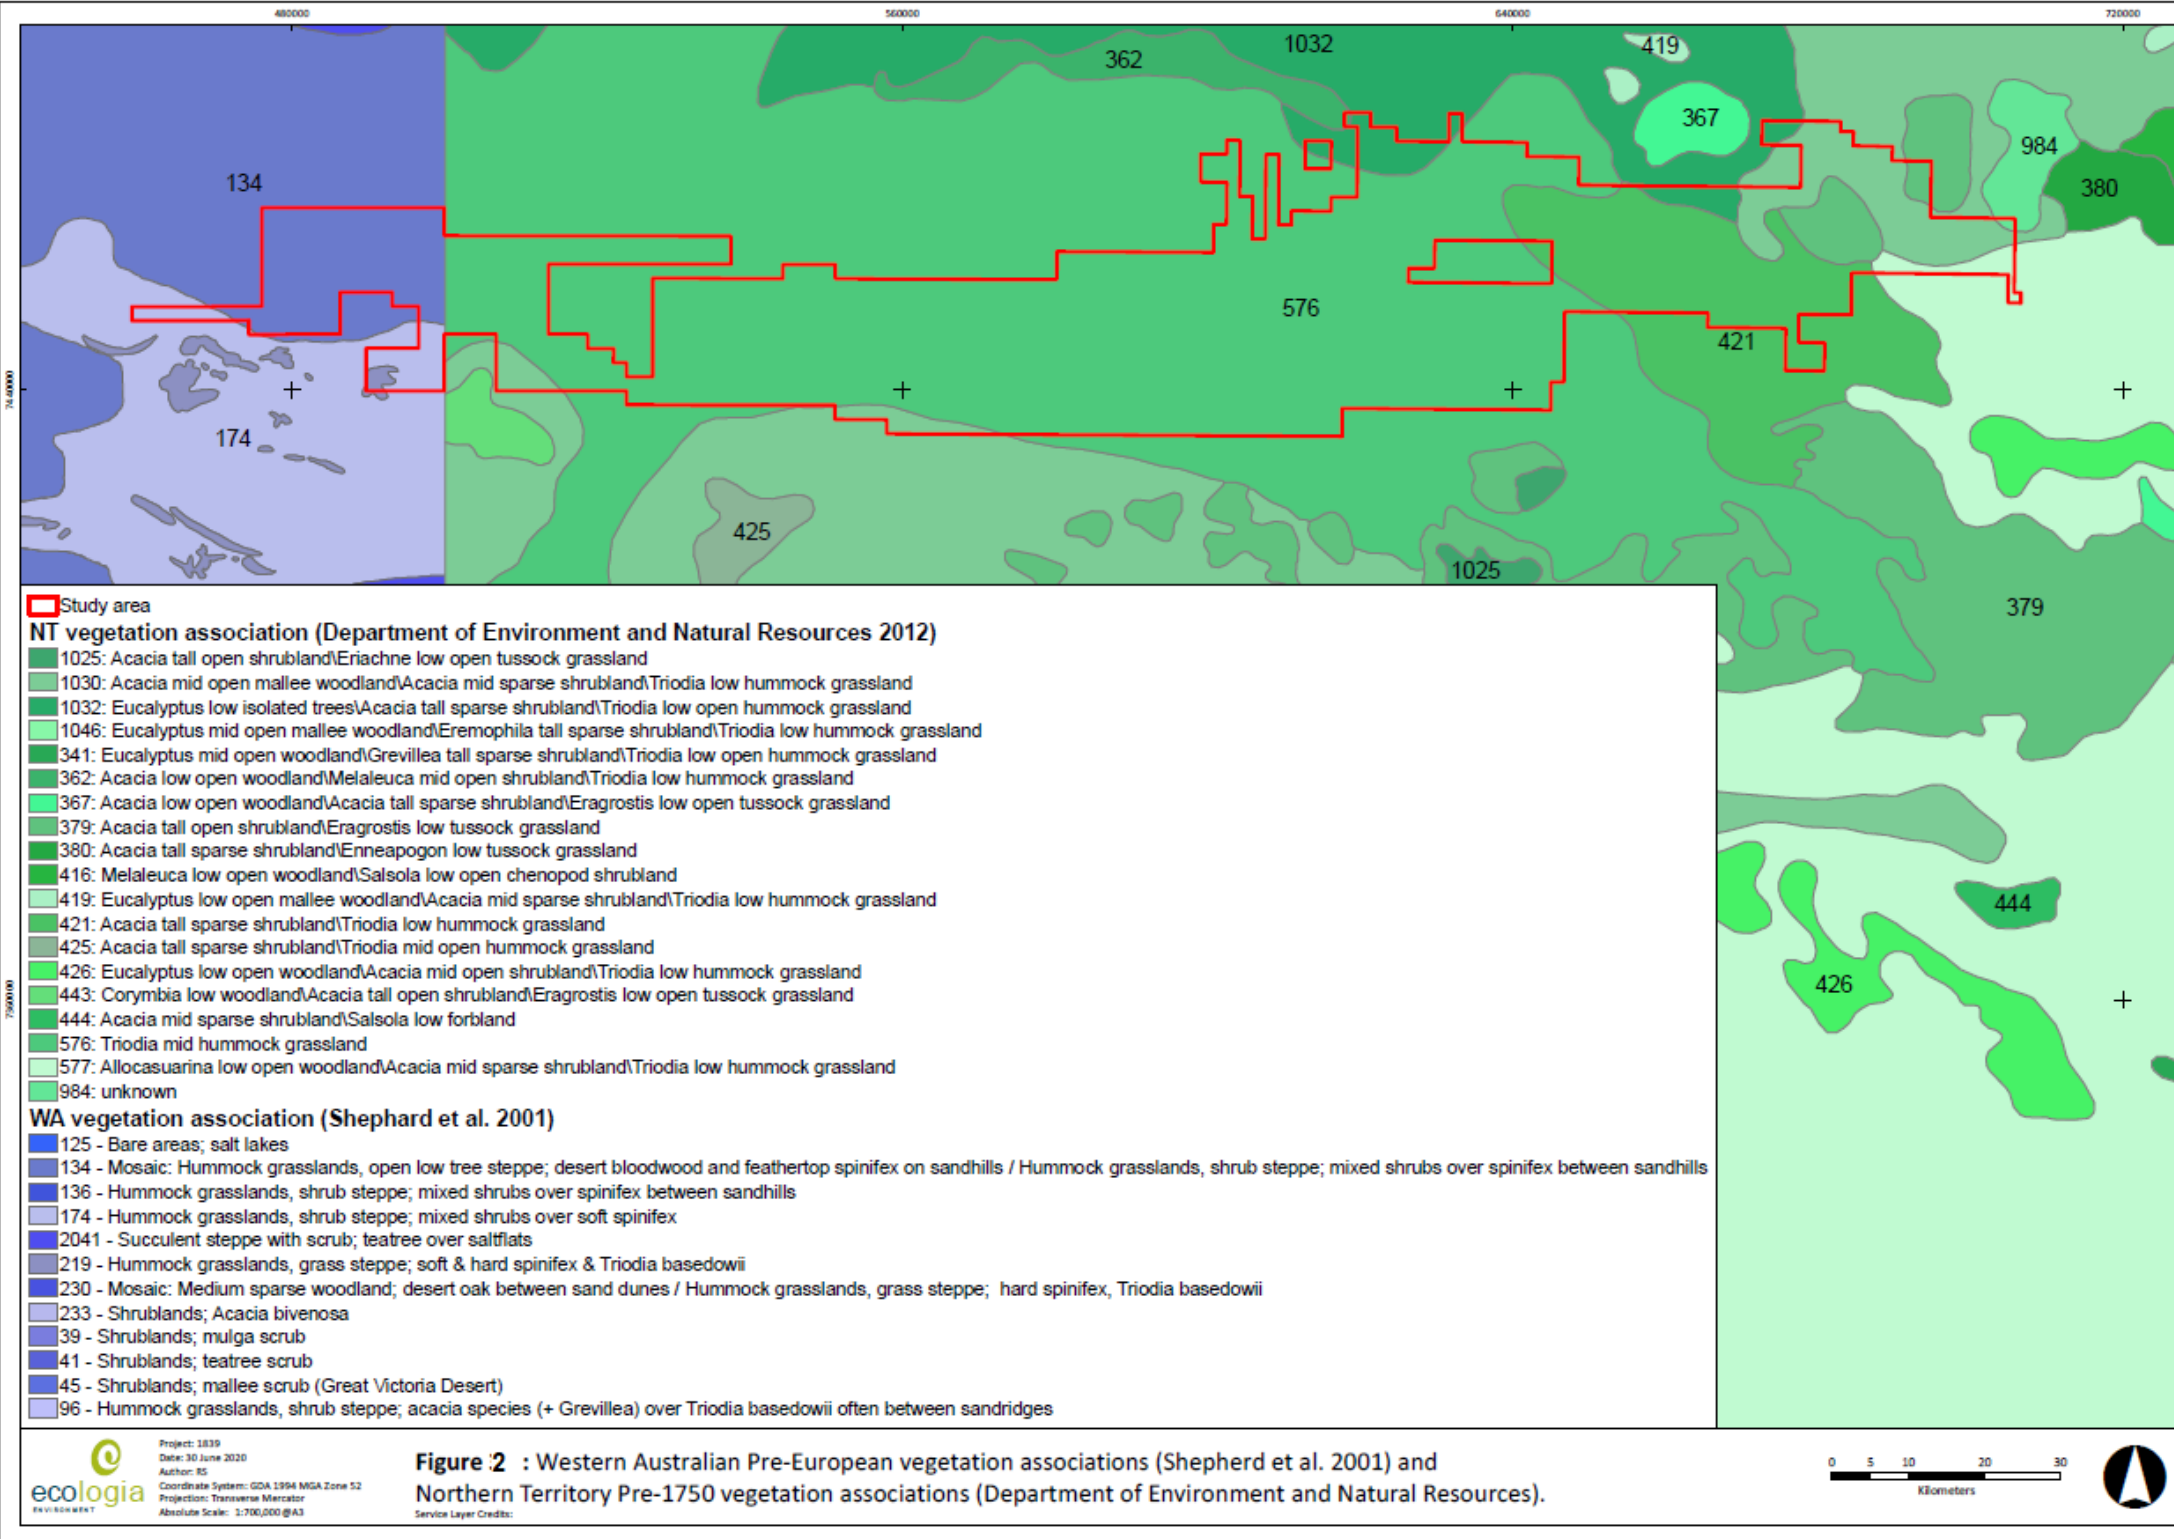 480000 560000 640000 720000
1032
419
362
367
984
134
380
576
421
7440000
174
425
1025
379
Study area
NT vegetation association (Department of Environment and Natural Resources 2012)
1025: Acacia tall open shrubland\Eriachne low open tussock grassland
1030: Acacia mid open mallee woodland\Acacia mid sparse shrubland\Triodia low hummock grassland
1032: Eucalyptus low isolated trees\Acacia tall sparse shrubland\Triodia low open hummock grassland
1046: Eucalyptus mid open mallee woodland\Eremophila tall sparse shrubland\Triodia low hummock grassland
341: Eucalyptus mid open woodland\Grevillea tall sparse shrubland\Triodia low open hummock grassland
362: Acacia low open woodland\Melaleuca mid open shrubland\Triodia low hummock grassland
367: Acacia low open woodland\Acacia tall sparse shrubland\Eragrostis low open tussock grassland
379: Acacia tall open shrubland\Eragrostis low tussock grassland
380: Acacia tall sparse shrubland\Enneapogon low tussock grassland
416: Melaleuca low open woodland\Salsola low open chenopod shrubland
419: Eucalyptus low open mallee woodland\Acacia mid sparse shrubland\Triodia low hummock grassland
421: Acacia tall sparse shrubland\Triodia low hummock grassland
425: Acacia tall sparse shrubland\Triodia mid open hummock grassland
426: Eucalyptus low open woodland\Acacia mid open shrubland\Triodia low hummock grassland
443: Corymbia low woodland\Acacia tall open shrubland\Eragrostis low open tussock grassland
444: Acacia mid sparse shrubland\Salsola low forbland
576: Triodia mid hummock grassland
577: Allocasuarina low open woodland\Acacia mid sparse shrubland\Triodia low hummock grassland
984: unknown
WA vegetation association (Shephard et al. 2001)
125 - Bare areas; salt lakes
134 - Mosaic: Hummock grasslands, open low tree steppe; desert bloodwood and feathertop spinifex on sandhills / Hummock grasslands, shrub steppe; mixed shrubs over spinifex between sandhills
136 - Hummock grasslands, shrub steppe; mixed shrubs over spinifex between sandhills
174 - Hummock grasslands, shrub steppe; mixed shrubs over soft spinifex
2041 - Succulent steppe with scrub; teatree over saltflats
219 - Hummock grasslands, grass steppe; soft & hard spinifex & Triodia basedowii
230 - Mosaic: Medium sparse woodland; desert oak between sand dunes / Hummock grasslands, grass steppe; hard spinifex, Triodia basedowii
233 - Shrublands; Acacia bivenosa
39 - Shrublands; mulga scrub
41 - Shrublands; teatree scrub
45 - Shrublands; mallee scrub (Great Victoria Desert)
96 - Hummock grasslands, shrub steppe; acacia species (+ Grevillea) over Triodia basedowii often between sandridges
444
426
7360000
ecologia
ENVIRONMENT
Project: 1839
Date: 30 June 2020
Author: RS
Coordinate System: GDA 1994 MGA Zone 52
Projection: Transverse Mercator
Absolute Scale: 1:700,000 @A3
Figure 2 : Western Australian Pre-European vegetation associations (Shepherd et al. 2001) and
Northern Territory Pre-1750 vegetation associations (Department of Environment and Natural Resources).
Service Layer Credits:
0 5 10 20 30
Kilometers